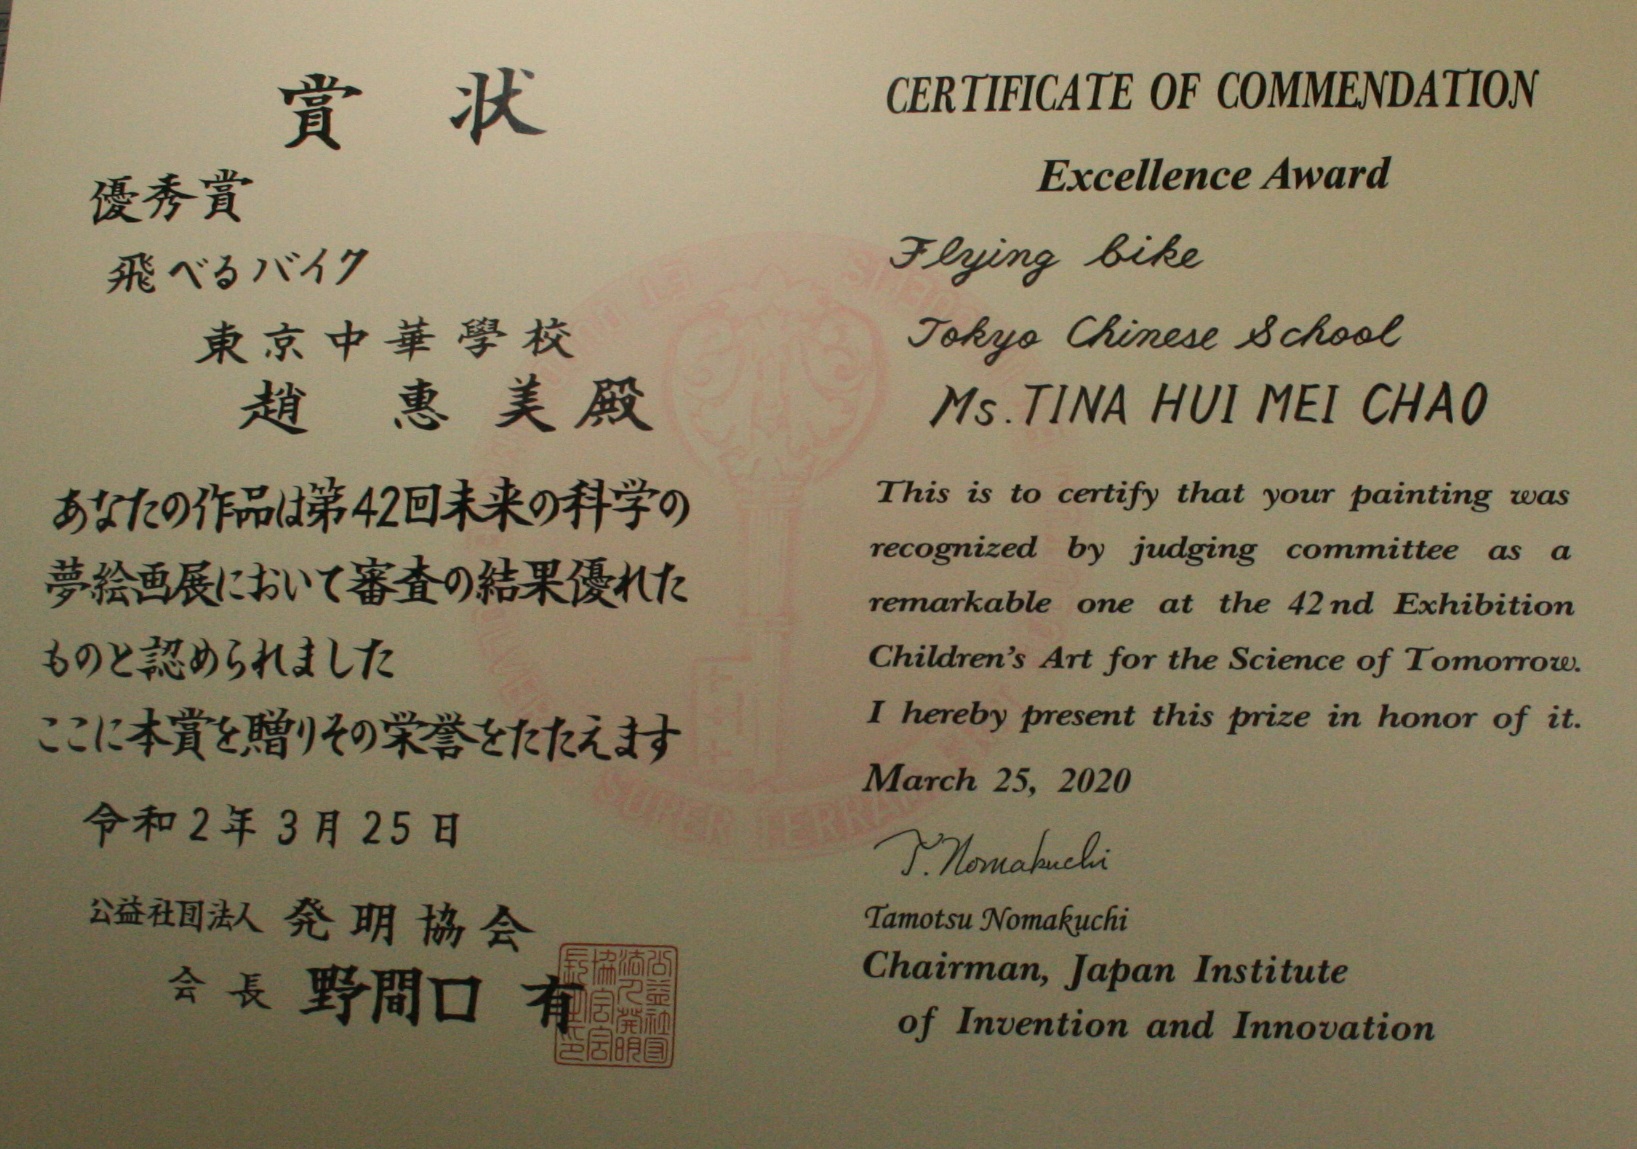 賞 状
優秀賞
飛べるバイク
東京中華學校
趙 惠 美 殿
あなたの作品は第42回未来の科学の
夢絵画展において審査の結果優れた
ものと認められました
ここに本賞を贈りその栄誉をたたえます
令和2年3月25日
公益社団法人 発明協会
会長 野間口 有
CERTIFICATE OF COMMENDATION
Excellence Award
Flying bike
Tokyo Chinese School
Ms. TINA HUI MEI CHAO
This is to certify that your painting was
recognized by judging committee as a
remarkable one at the 42nd Exhibition
Children's Art for the Science of Tomorrow.
I hereby present this prize in honor of it.
March 25, 2020
T. Nomakuchi
Tamotsu Nomakuchi
Chairman, Japan Institute
of Invention and Innovation
SUPER TERRAM